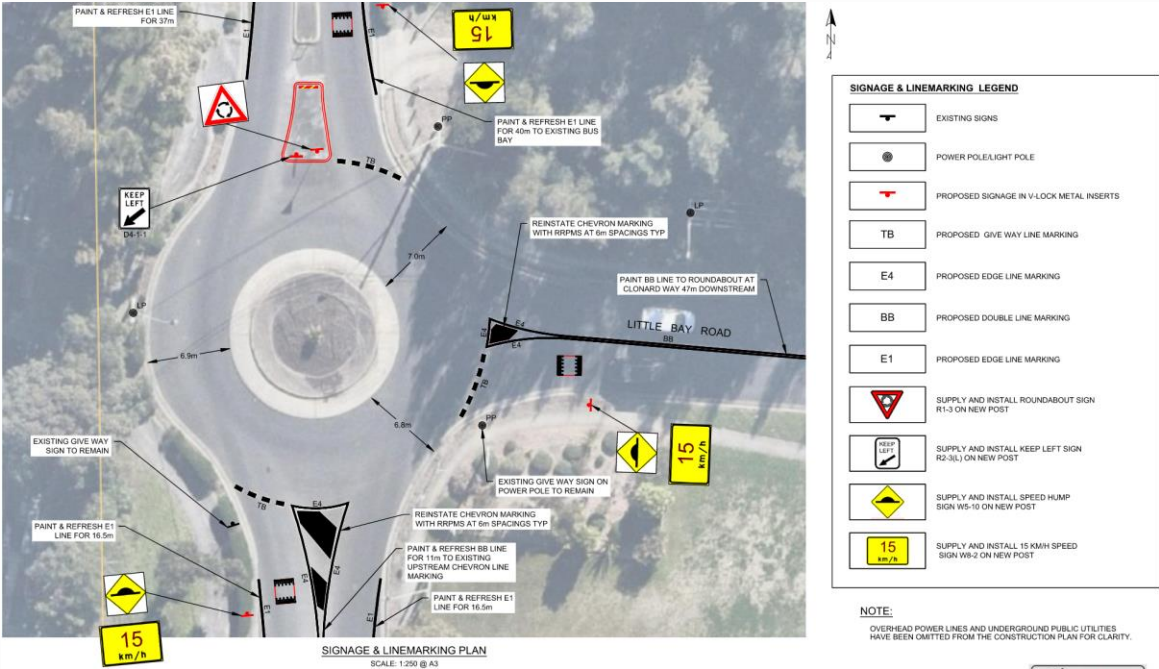 PAINT & REFRESH E1 LINE
FOR 37m
E1
E1
15
km/h
PAINT & REFRESH E1 LINE
FOR 40m TO EXISTING BUS
BAY
PP
TB
KEEP
LEFT
D4-1-1
LP
REINSTATE CHEVRON MARKING
WITH RRPMS AT 6m SPACINGS TYP
7.0m
PAINT BB LINE TO ROUNDABOUT AT
CLONARD WAY 47m DOWNSTREAM
LP
E4
E4
E4
LITTLE BAY ROAD
BB
6.9m
TB
6.8m
PP
15
km/h
EXISTING GIVE WAY
SIGN TO REMAIN
EXISTING GIVE WAY SIGN ON
POWER POLE TO REMAIN
TB
E4
REINSTATE CHEVRON MARKING
WITH RRPMS AT 6m SPACINGS TYP
PAINT & REFRESH E1
LINE FOR 16.5m
PAINT & REFRESH BB LINE
FOR 11m TO EXISTING
UPSTREAM CHEVRON LINE
MARKING
E4
E4
E1
E1
PAINT & REFRESH E1
LINE FOR 16.5m
15
km/h
SIGNAGE & LINEMARKING PLAN
SCALE: 1:250 @ A3
N
SIGNAGE & LINEMARKING LEGEND
EXISTING SIGNS
POWER POLE/LIGHT POLE
PROPOSED SIGNAGE IN V-LOCK METAL INSERTS
TB
PROPOSED GIVE WAY LINE MARKING
E4
PROPOSED EDGE LINE MARKING
BB
PROPOSED DOUBLE LINE MARKING
E1
PROPOSED EDGE LINE MARKING
SUPPLY AND INSTALL ROUNDABOUT SIGN
R1-3 ON NEW POST
KEEP
LEFT
SUPPLY AND INSTALL KEEP LEFT SIGN
R2-3(L) ON NEW POST
SUPPLY AND INSTALL SPEED HUMP
SIGN W5-10 ON NEW POST
15
km/h
SUPPLY AND INSTALL 15 KM/H SPEED
SIGN W8-2 ON NEW POST
NOTE:
OVERHEAD POWER LINES AND UNDERGROUND PUBLIC UTILITIES
HAVE BEEN OMITTED FROM THE CONSTRUCTION PLAN FOR CLARITY.